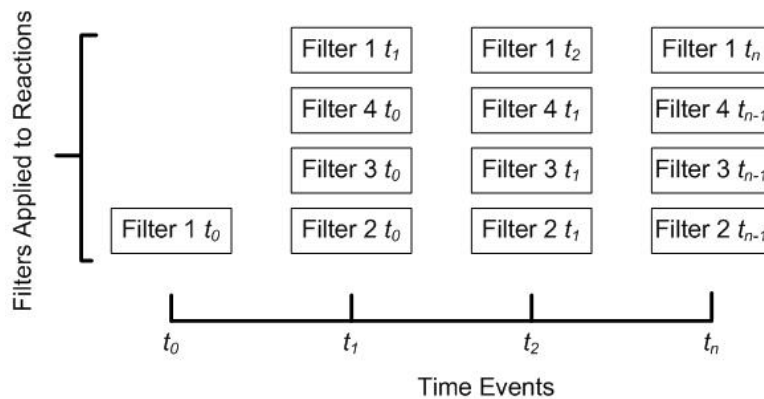 Filters Applied to Reactions
Filter 1 t₁ Filter 1 t₂ Filter 1 tₙ
Filter 4 t₀ Filter 4 t₁ Filter 4 tₙ₋₁
Filter 3 t₀ Filter 3 t₁ Filter 3 tₙ₋₁
Filter 1 t₀ Filter 2 t₀ Filter 2 t₁ Filter 2 tₙ₋₁
t₀ t₁ t₂ tₙ
Time Events